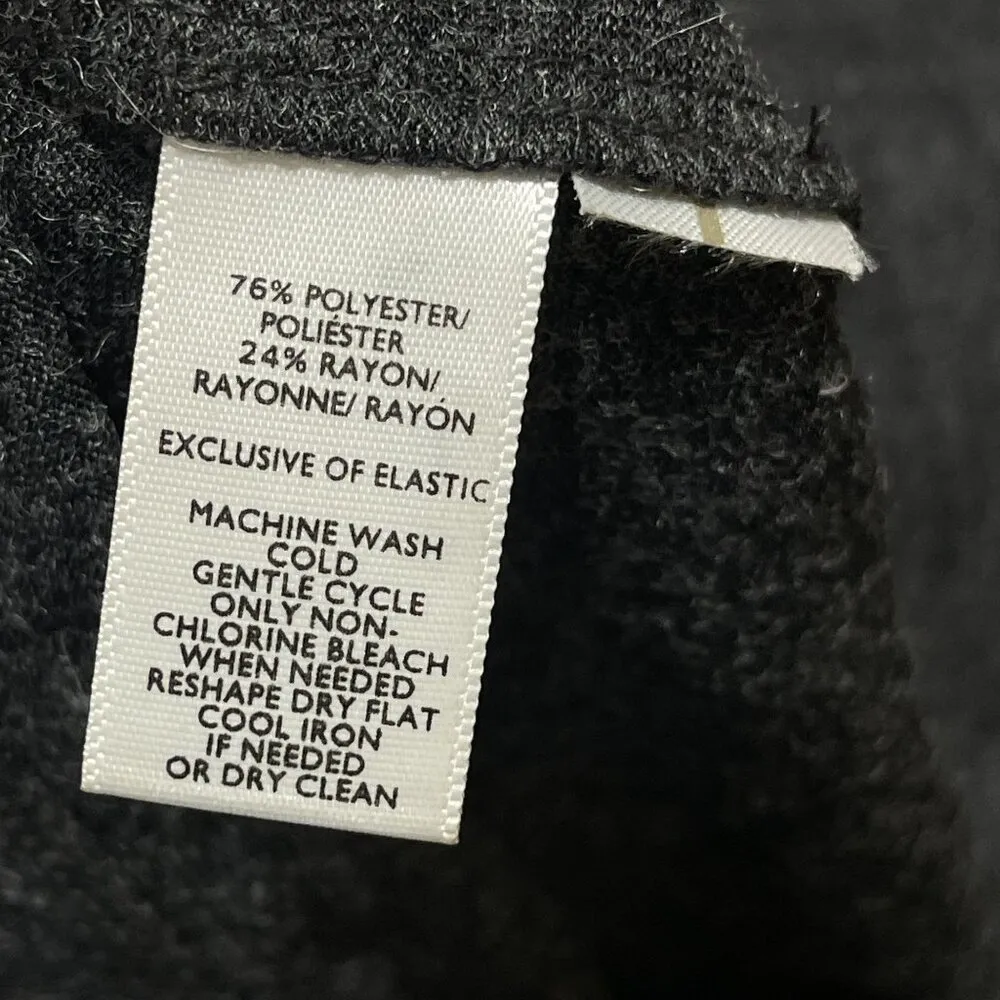 76% POLYESTER/
POLIÉSTER
24% RAYON/
RAYONNE/ RAYÓN
EXCLUSIVE OF ELASTIC
MACHINE WASH
COLD
GENTLE CYCLE
ONLY NON-
CHLORINE BLEACH
WHEN NEEDED
RESHAPE DRY FLAT
COOL IRON
IF NEEDED
OR DRY CLEAN